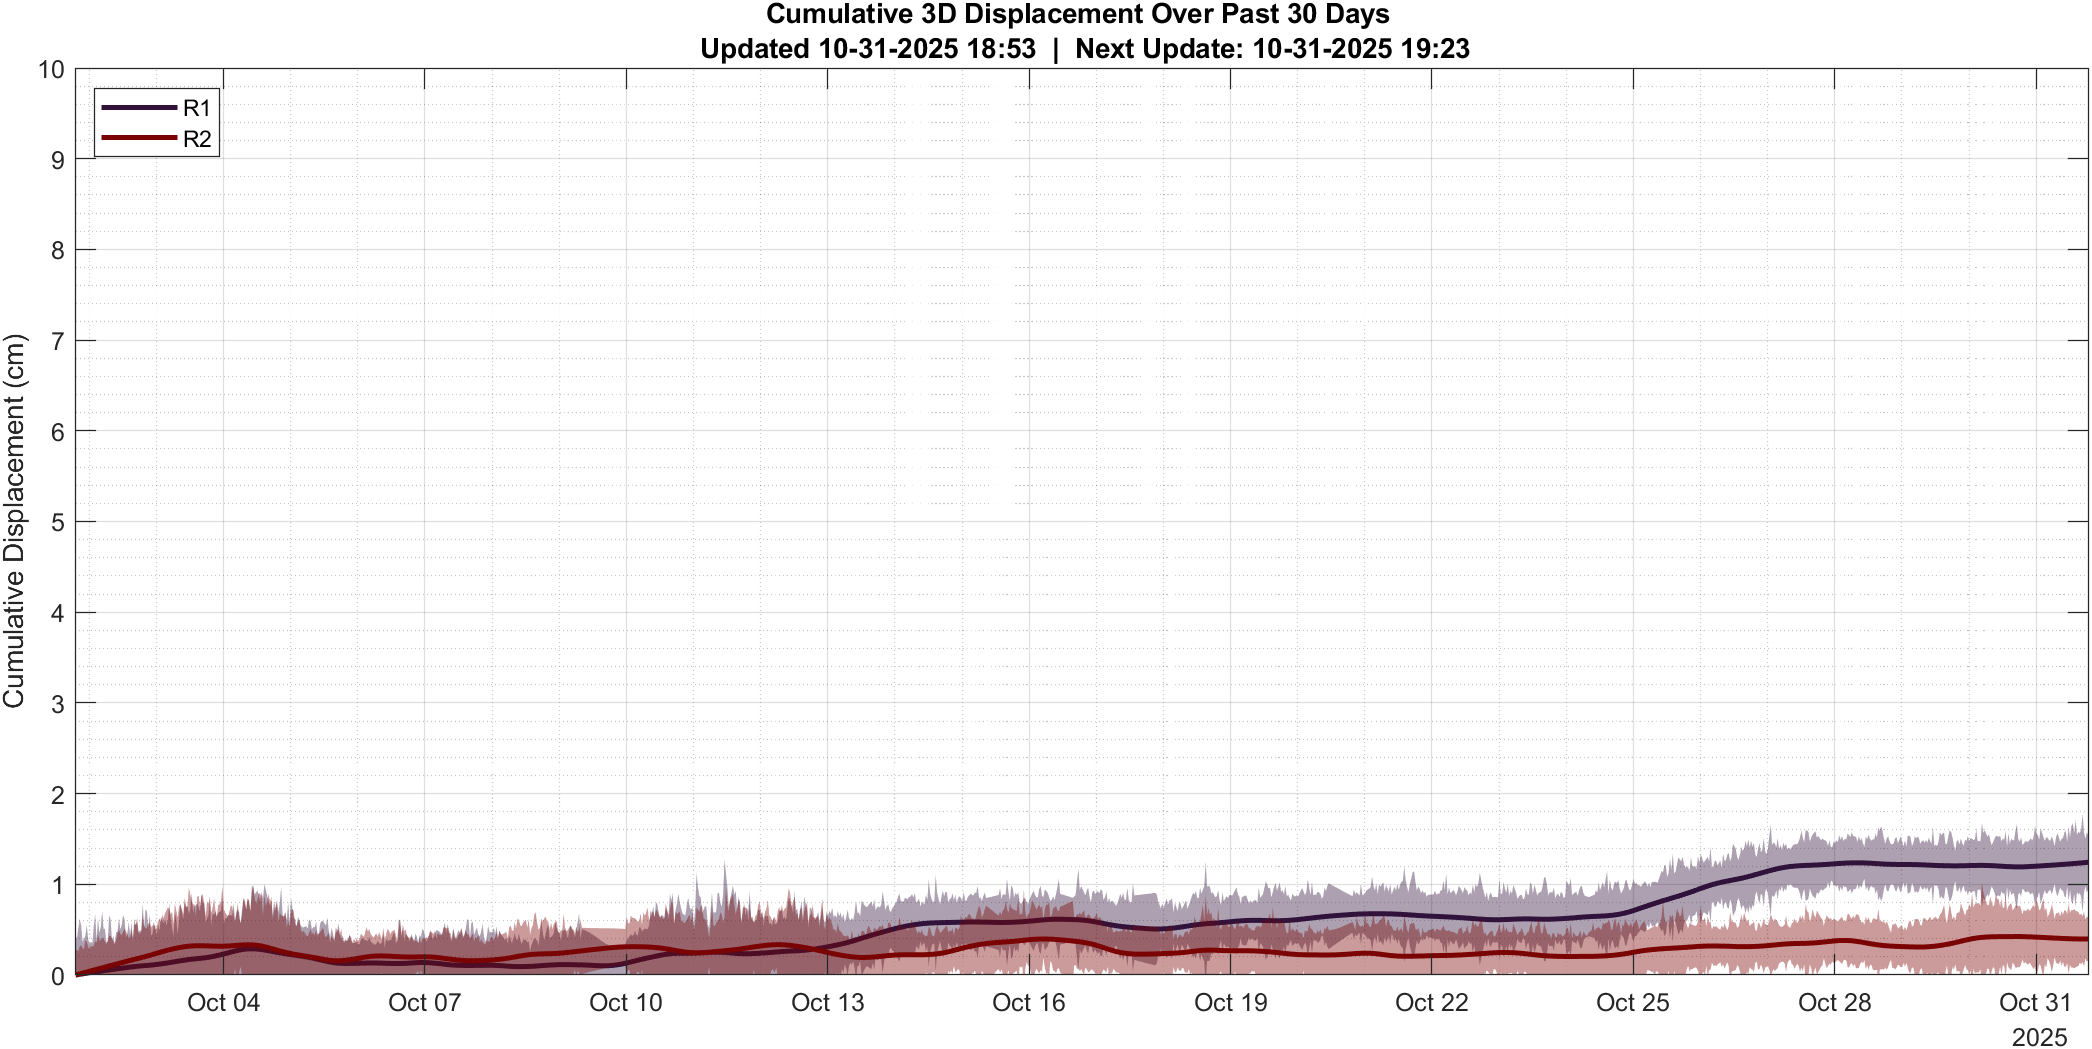 Cumulative 3D Displacement Over Past 30 Days
Updated 10-31-2025 18:53 | Next Update: 10-31-2025 19:23
R1
R2
Cumulative Displacement (cm)
10
9
8
7
6
5
4
3
2
1
0
Oct 04 Oct 07 Oct 10 Oct 13 Oct 16 Oct 19 Oct 22 Oct 25 Oct 28 Oct 31
2025